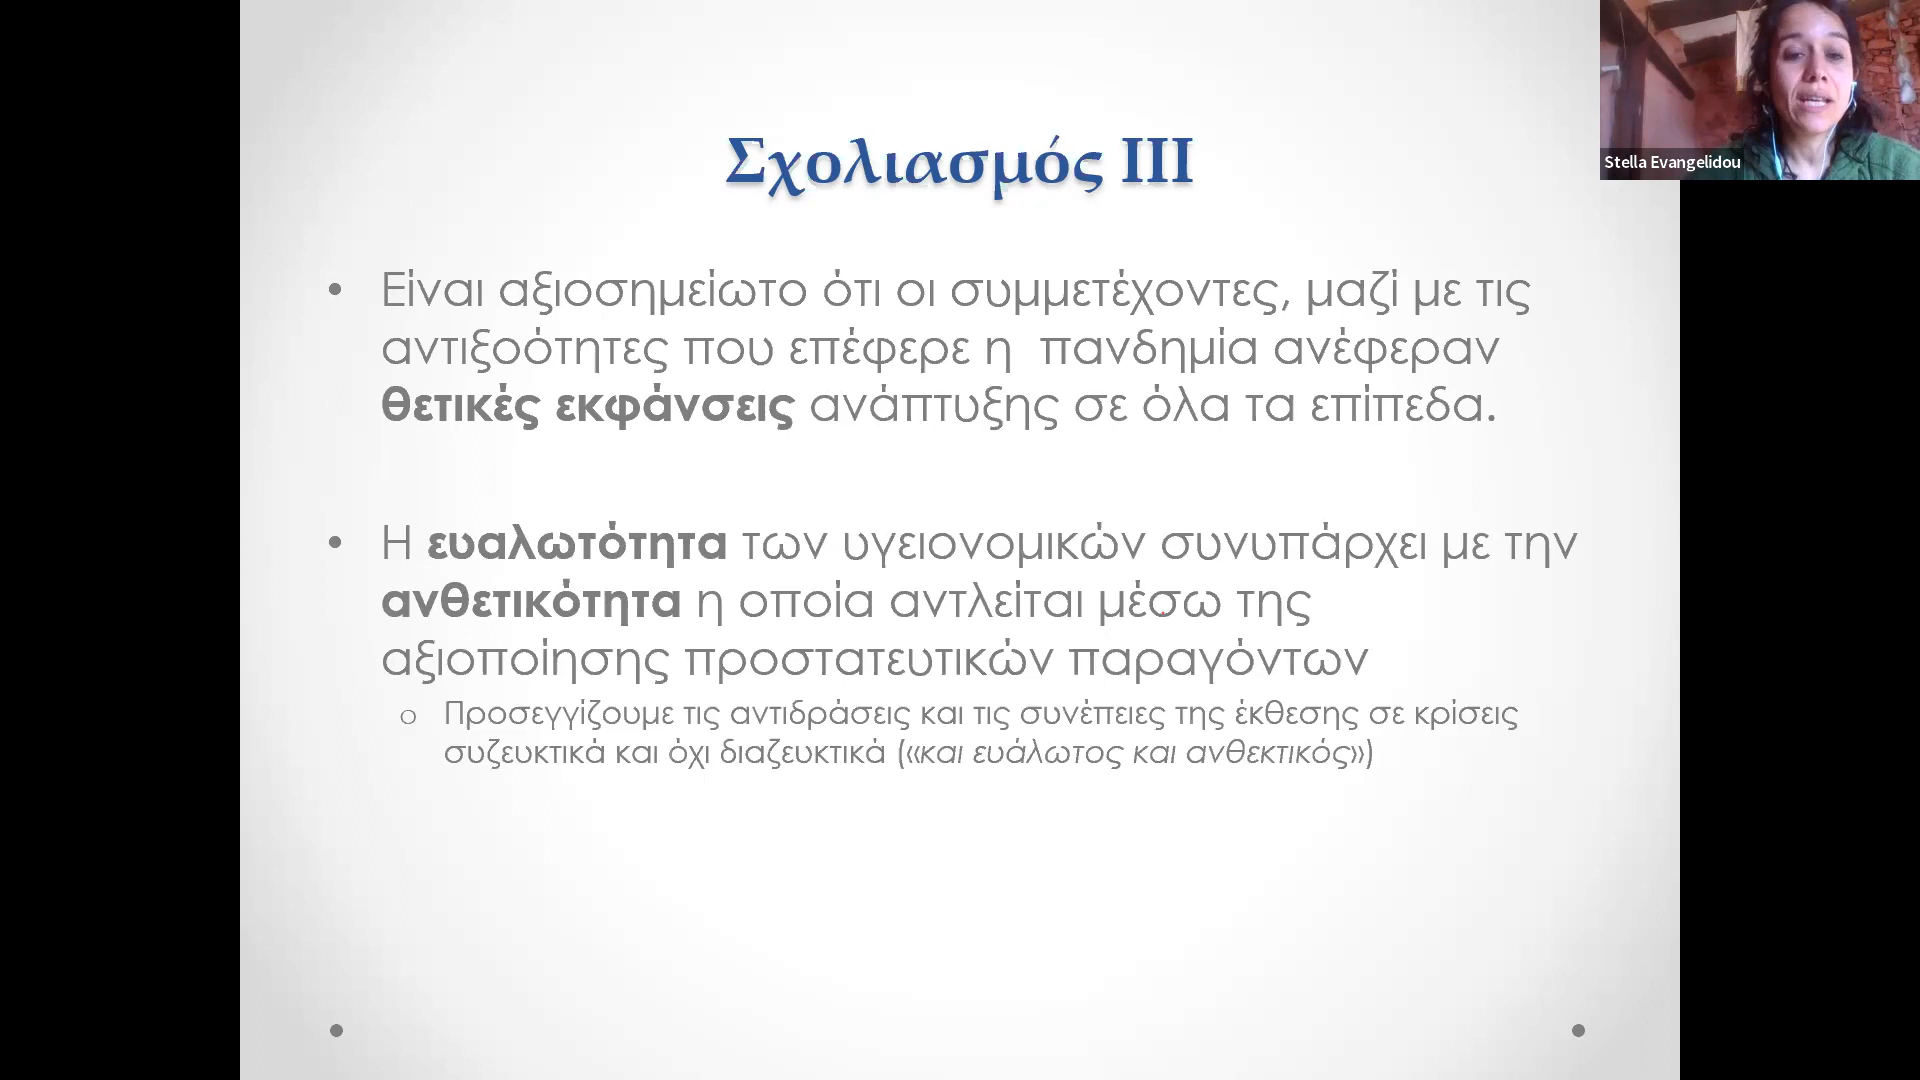 Σχολιασμός ΙΙΙ
Stella Evangelidou
• Είναι αξιοσημείωτο ότι οι συμμετέχοντες, μαζί με τις
αντιξοότητες που επέφερε η πανδημία ανέφεραν
θετικές εκφάνσεις ανάπτυξης σε όλα τα επίπεδα.
• Η ευαλωτότητα των υγειονομικών συνυπάρχει με την
ανθετικότητα η οποία αντλείται μέσω της
αξιοποίησης προστατευτικών παραγόντων
o Προσεγγίζουμε τις αντιδράσεις και τις συνέπειες της έκθεσης σε κρίσεις
συζευκτικά και όχι διαζευκτικά («και ευάλωτος και ανθεκτικός»)